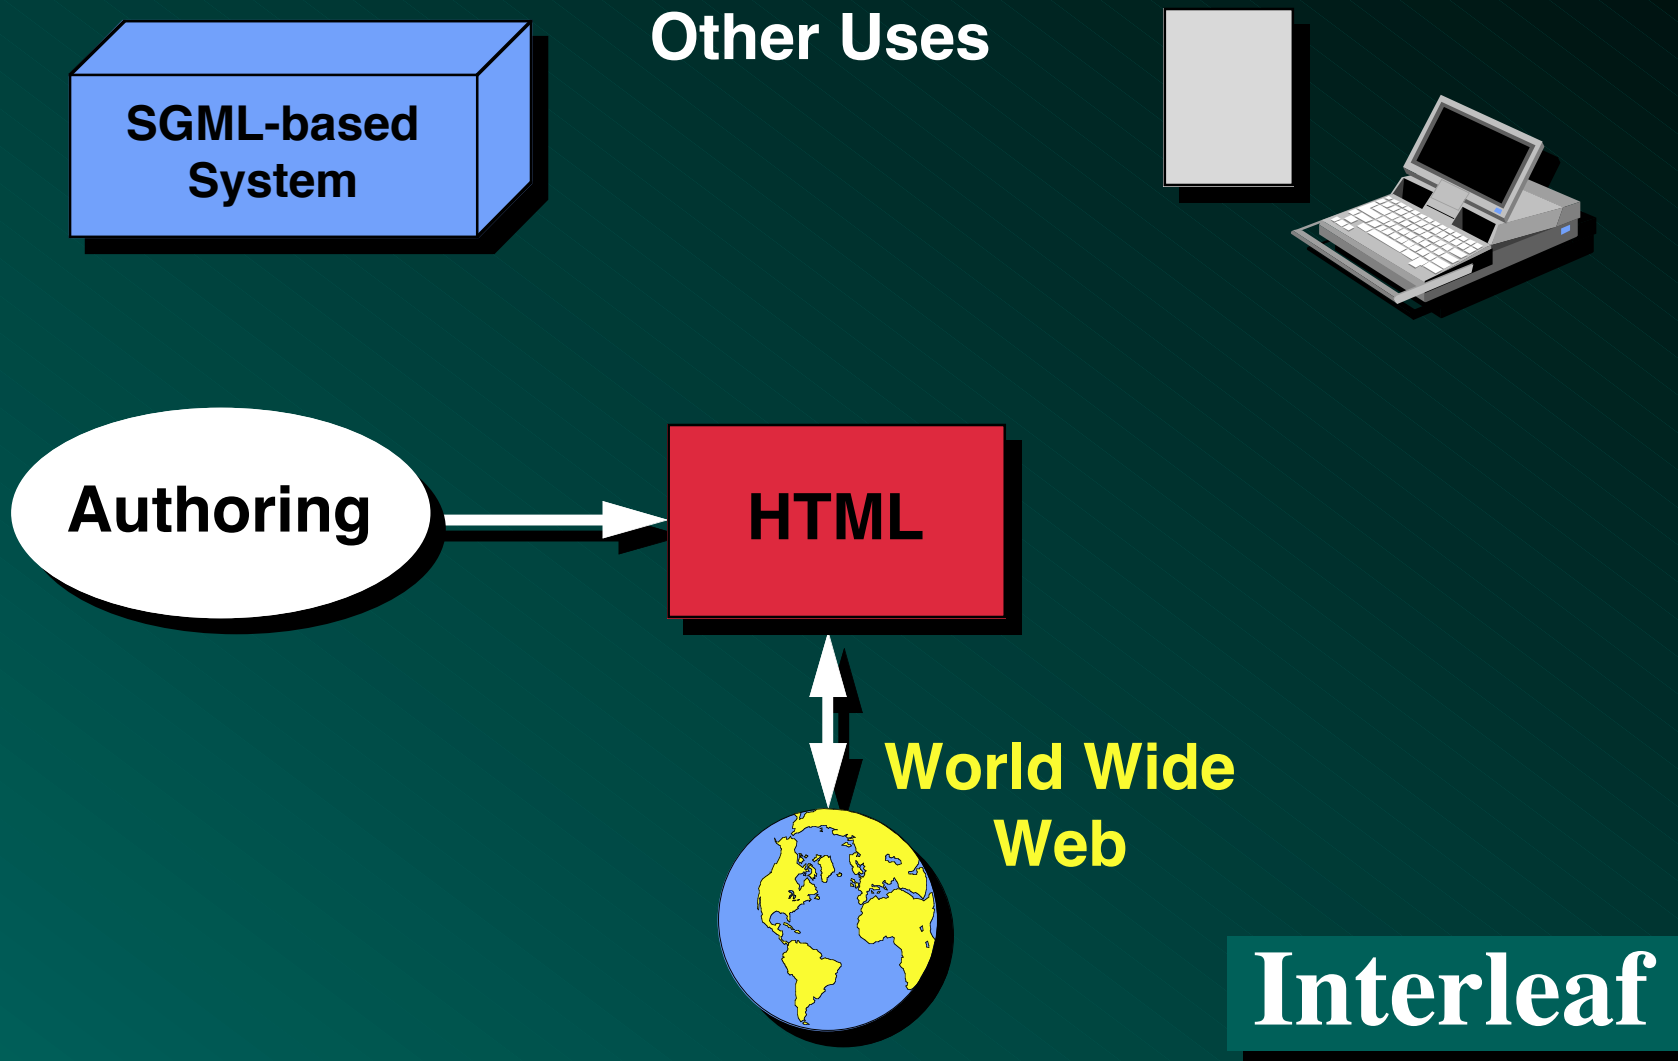 Other Uses
SGML-based
System
Authoring
HTML
World Wide
Web
Interleaf